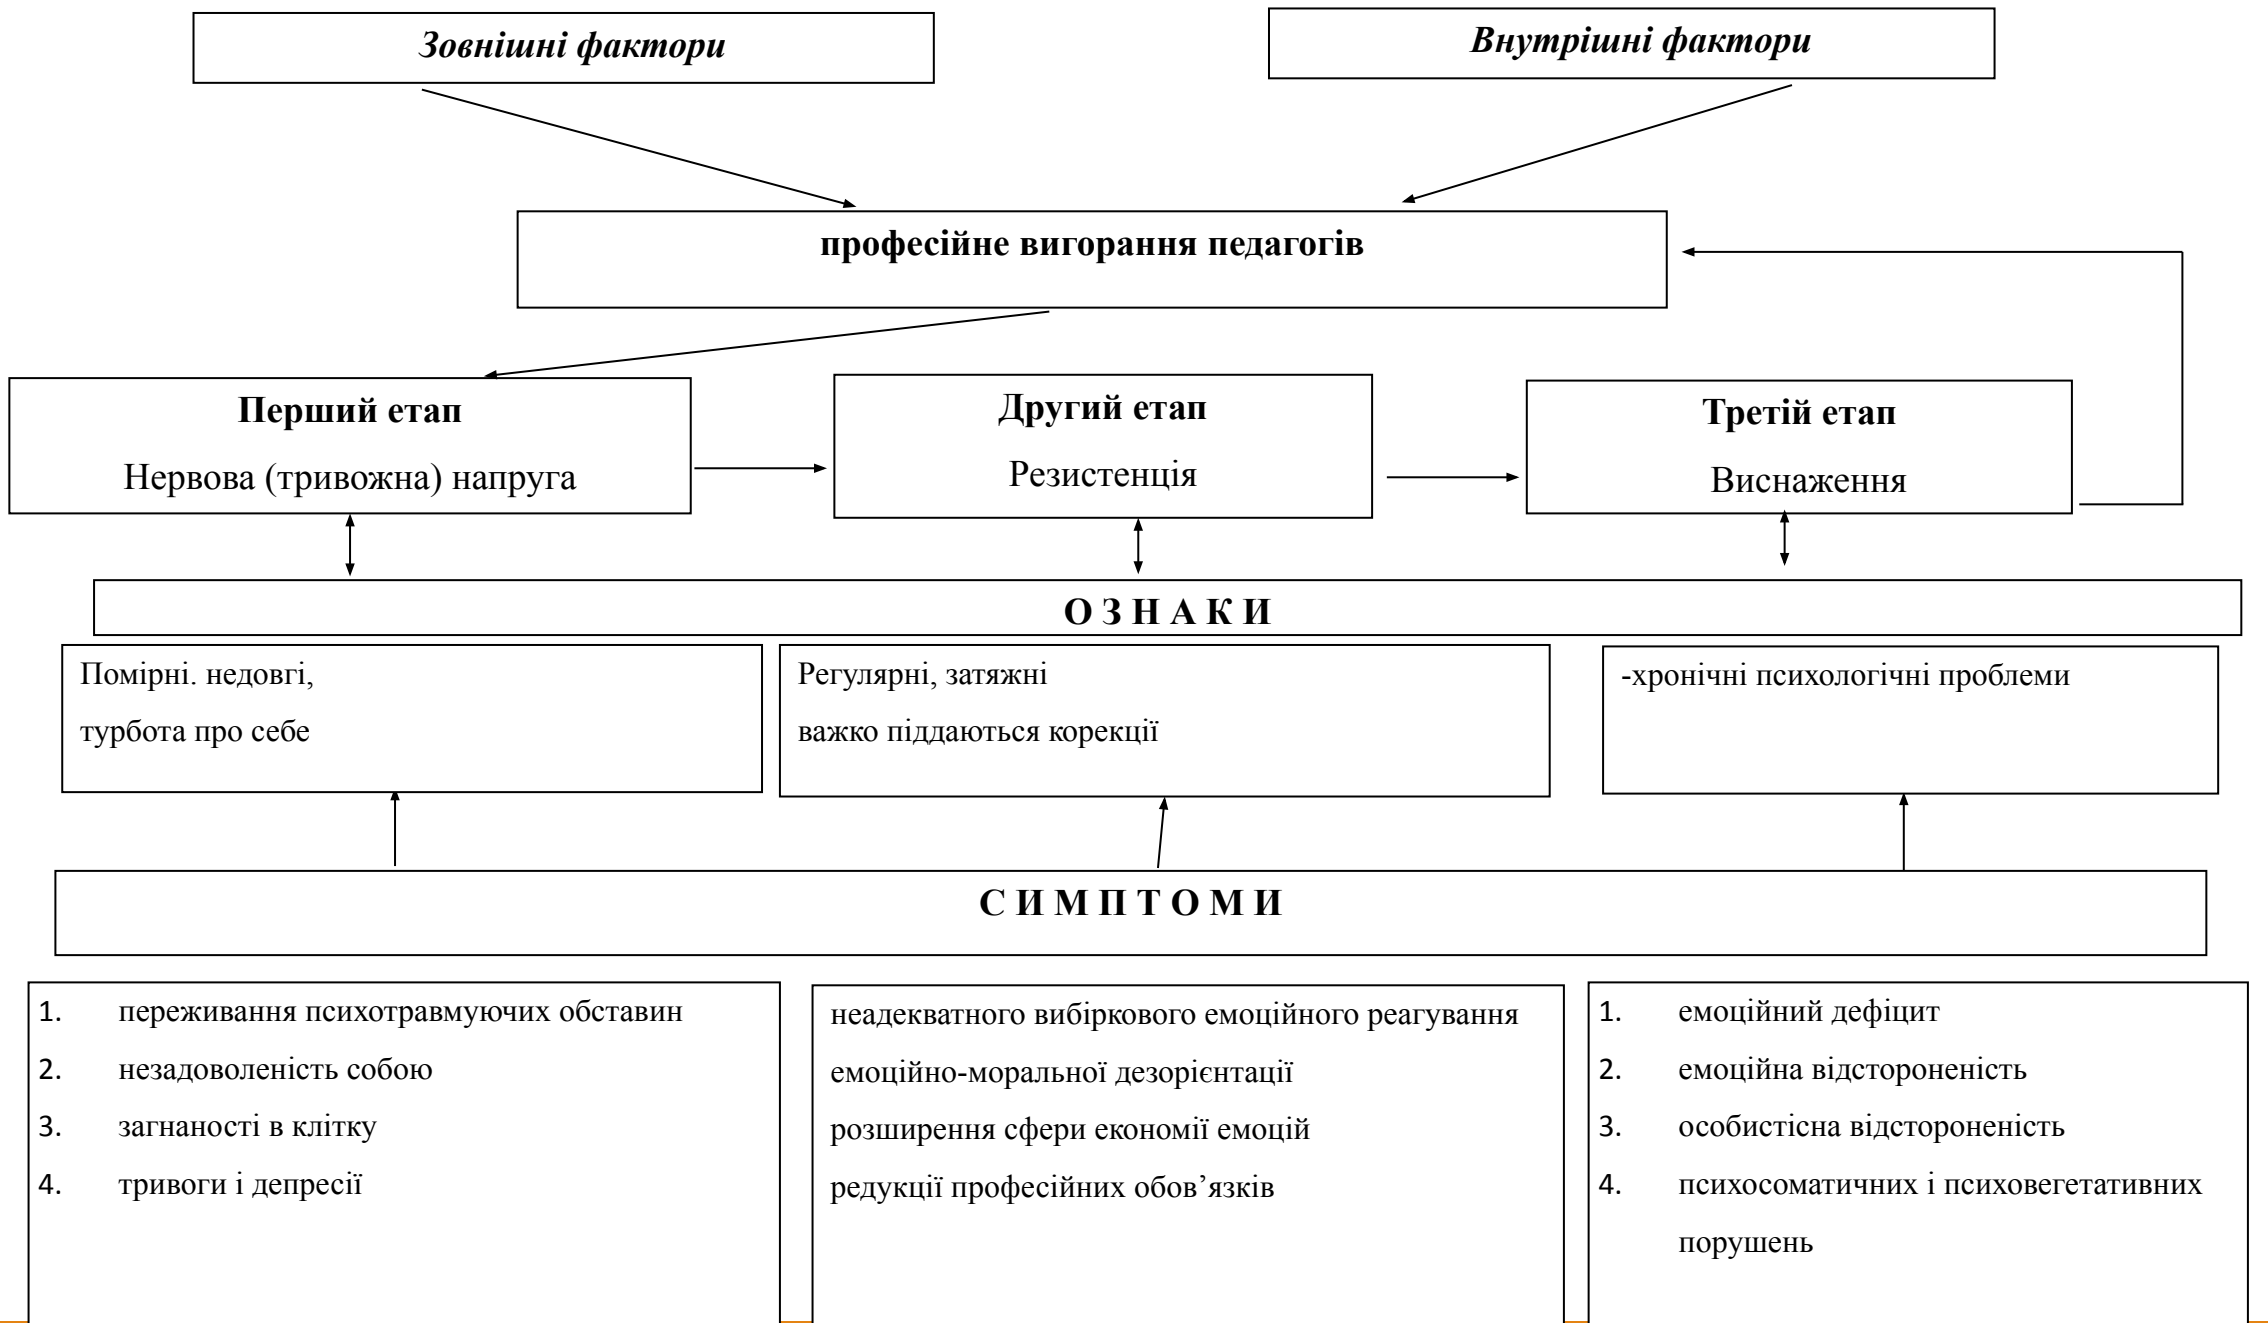 Зовнішні фактори
Внутрішні фактори
професійне вигорання педагогів
Перший етап
Нервова (тривожна) напруга
Другий етап
Резистенція
Третій етап
Виснаження
О З Н А К И
Помірні. недовгі,
турбота про себе
Регулярні, затяжні
важко піддаються корекції
-хронічні психологічні проблеми
С И М П Т О М И
1. переживання психотравмуючих обставин
2. незадоволеність собою
3. загнаності в клітку
4. тривоги і депресії
неадекватного вибіркового емоційного реагування
емоційно-моральної дезорієнтації
розширення сфери економії емоцій
редукції професійних обов’язків
1. емоційний дефіцит
2. емоційна відстороненість
3. особистісна відстороненість
4. психосоматичних і психовегетативних
порушень